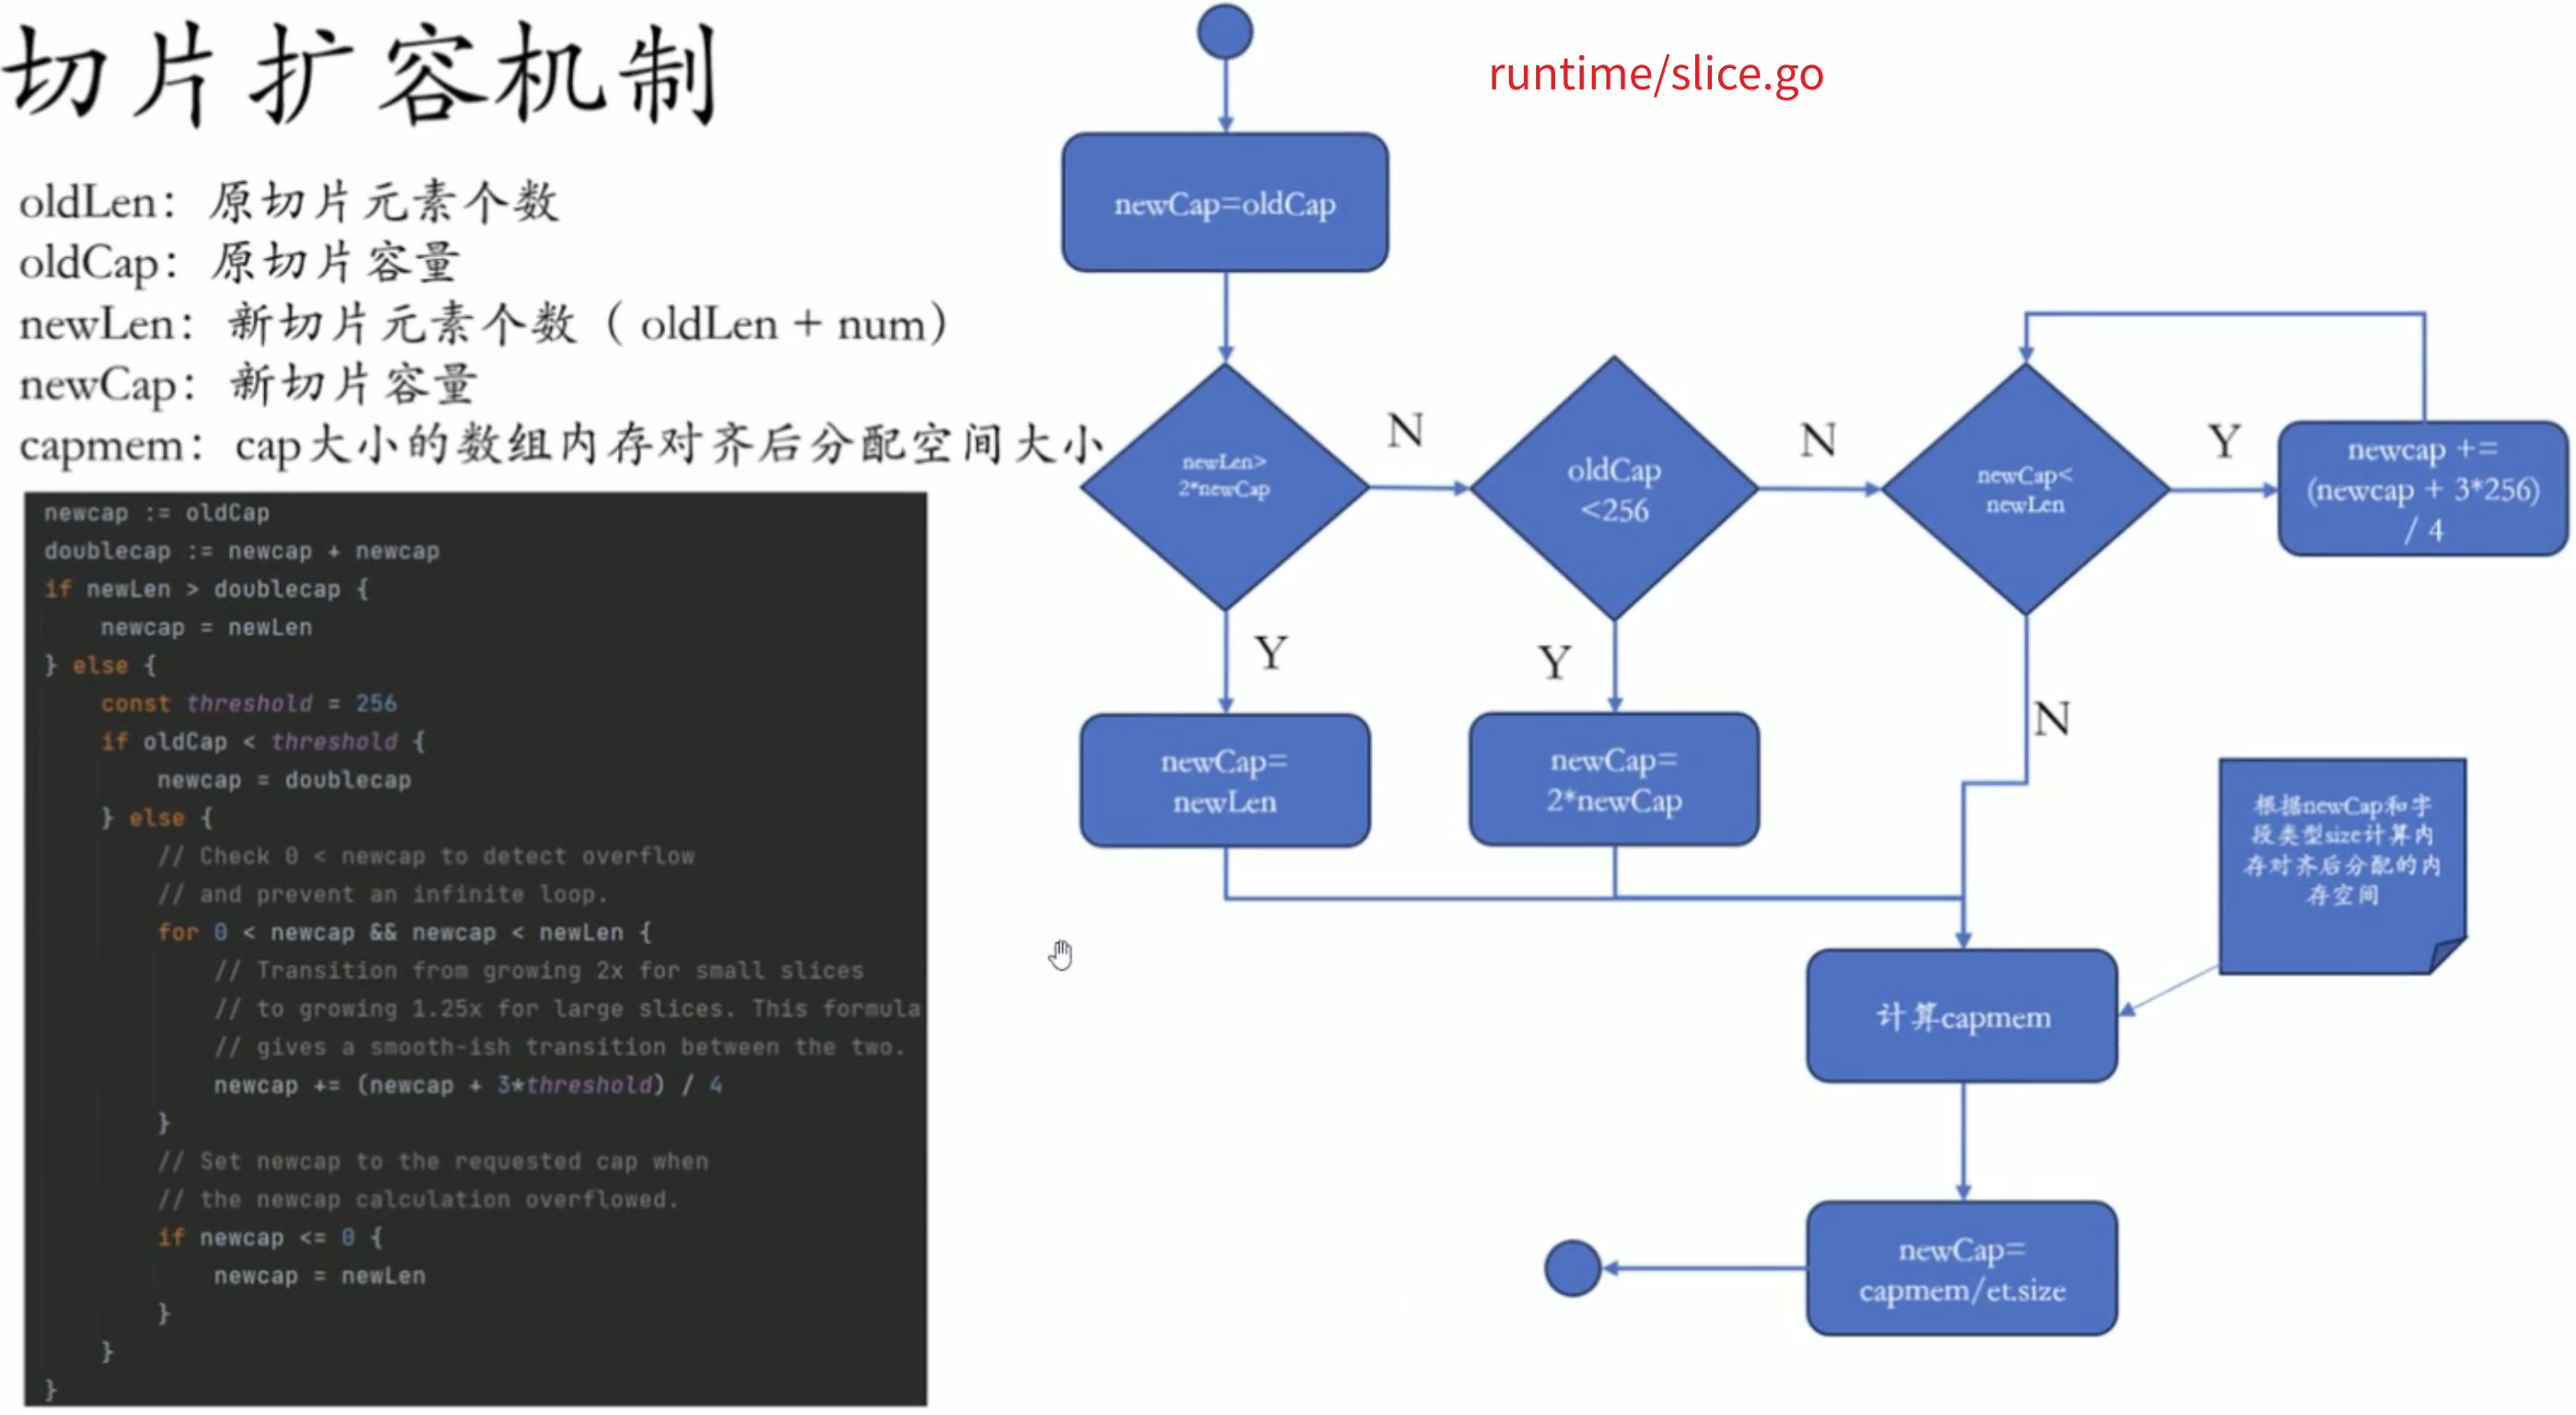 切片扩容机制
runtime/slice.go
oldLen：原切片元素个数
oldCap：原切片容量
newLen：新切片元素个数（ oldLen + num）
newCap：新切片容量
capmem：cap大小的数组内存对齐后分配空间大小
newcap := oldCap
doublecap := newcap + newcap
if newLen > doublecap {
newcap = newLen
} else {
const threshold = 256
if oldCap < threshold {
newcap = doublecap
} else {
// Check 0 < newcap to detect overflow
// and prevent an infinite loop.
for 0 < newcap && newcap < newLen {
// Transition from growing 2x for small slices
// to growing 1.25x for large slices. This formula
// gives a smooth-ish transition between the two.
newcap += (newcap + 3*threshold) / 4
}
// Set newcap to the requested cap when
// the newcap calculation overflowed.
if newcap <= 0 {
newcap = newLen
}
}
}
newCap=oldCap
newLen>
2*newCap
N
oldCap
<256
N
newCap<
newLen
Y
newcap +=
(newcap + 3*256)
/ 4
Y
Y
N
newCap=
newLen
newCap=
2*newCap
根据newCap和字
段类型size计算内
存对齐后分配的内
存空间
计算capmem
newCap=
capmem/et.size